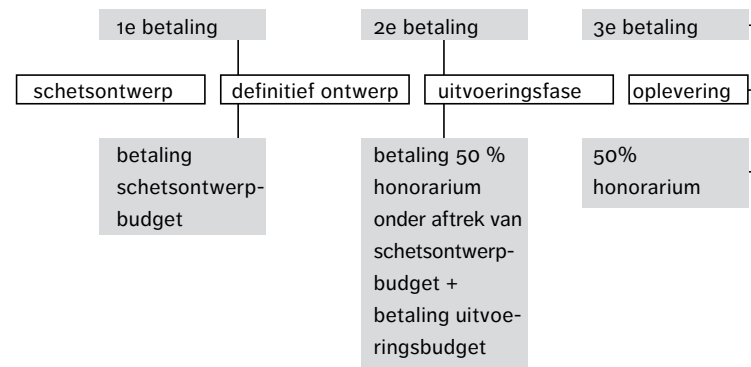 1e betaling
2e betaling
3e betaling
schetsontwerp
definitief ontwerp
uitvoeringsfase
oplevering
betaling
schetsontwerp-
budget
betaling 50 %
honorarium
onder aftrek van
schetsontwerp-
budget +
betaling uitvoe-
ringsbudget
50%
honorarium